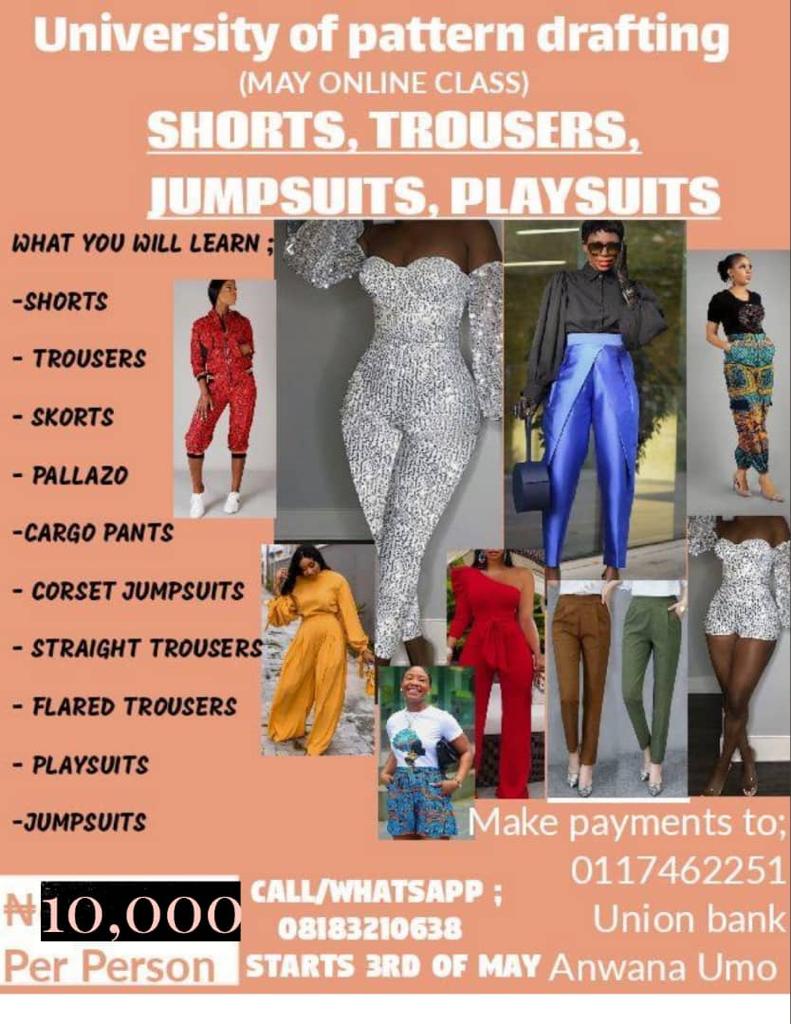 University of pattern drafting
(MAY ONLINE CLASS)
SHORTS, TROUSERS,
JUMPSUITS, PLAYSUITS
WHAT YOU WILL LEARN ;
-SHORTS
- TROUSERS
- SKORTS
- PALLAZO
-CARGO PANTS
- CORSET JUMPSUITS
- STRAIGHT TROUSERS
- FLARED TROUSERS
- PLAYSUITS
-JUMPSUITS
₦10,000
Per Person
CALL/WHATSAPP ;
08183210638
STARTS 3RD OF MAY
Make payments to;
0117462251
Union bank
Anwana Umo